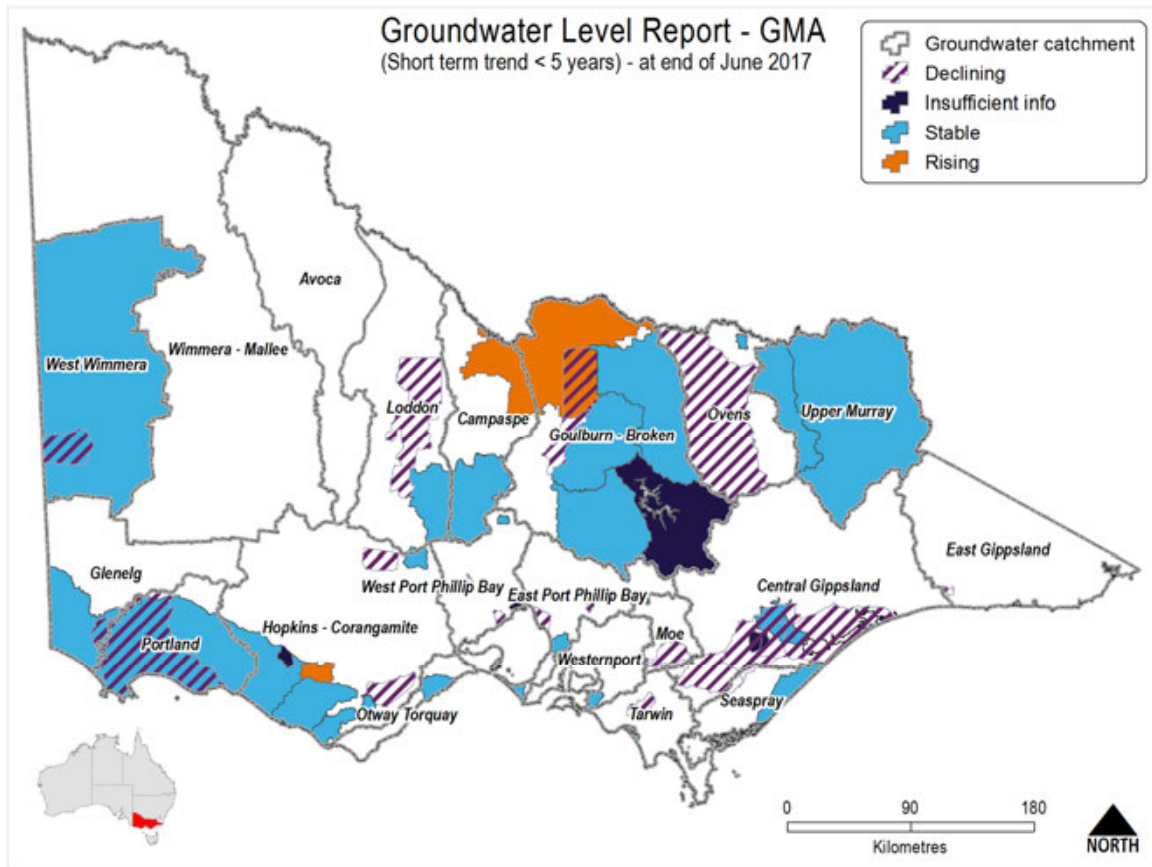 Groundwater Level Report - GMA
(Short term trend < 5 years) - at end of June 2017
Groundwater catchment
Declining
Insufficient info
Stable
Rising
Avoca
West Wimmera
Wimmera - Mallee
Loddon
Campaspe
Goulburn - Broken
Ovens
Upper Murray
East Gippsland
Glenelg
West Port Phillip Bay
East Port Phillip Bay
Central Gippsland
Hopkins - Corangamite
Portland
Moe
Westernport
Seaspray
Otway Torquay
Tarwin
0 90 180
Kilometres
NORTH